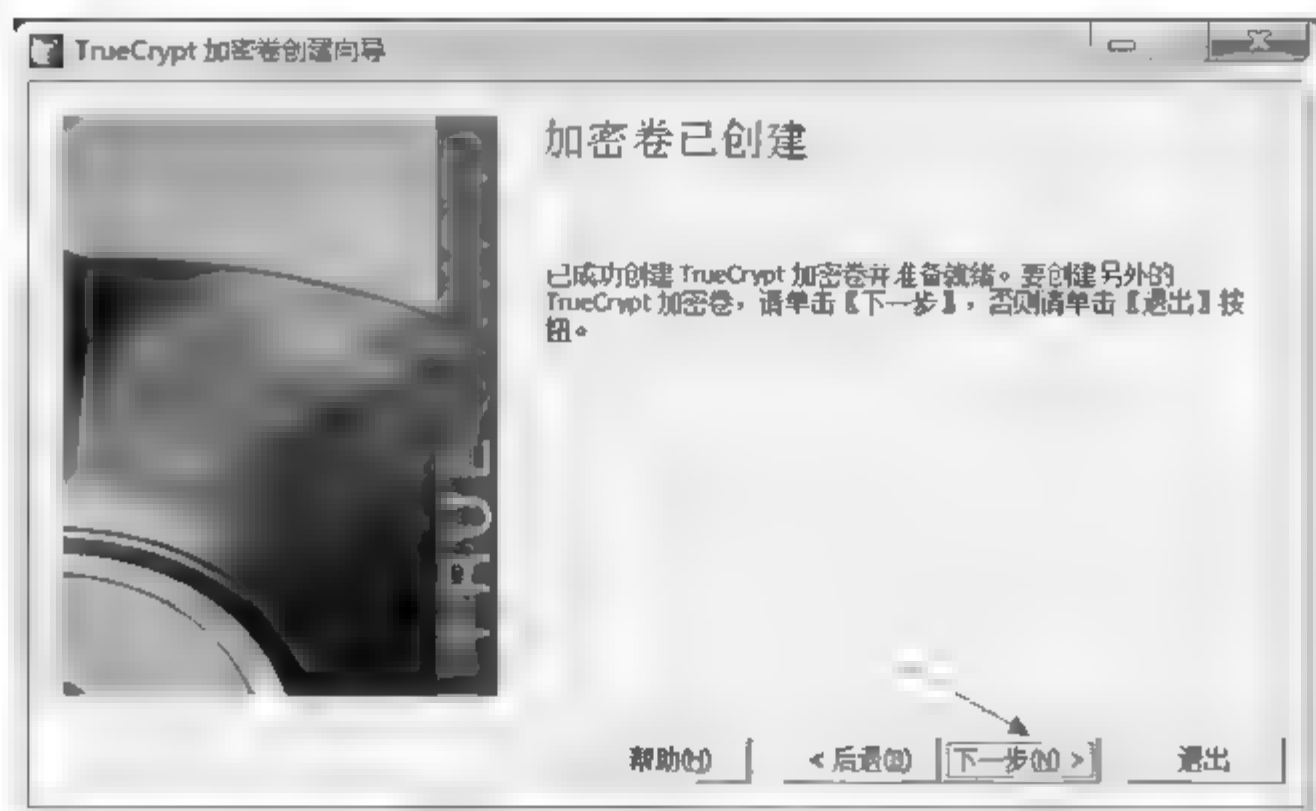 TrueCrypt 加密卷创建向导
加密卷已创建
已成功创建 TrueCrypt 加密卷并准备就绪。要创建另外的
TrueCrypt 加密卷，请单击【下一步】，否则请单击【退出】按
钮。
帮助(H)
< 后退(B)
下一步(N) >
退出